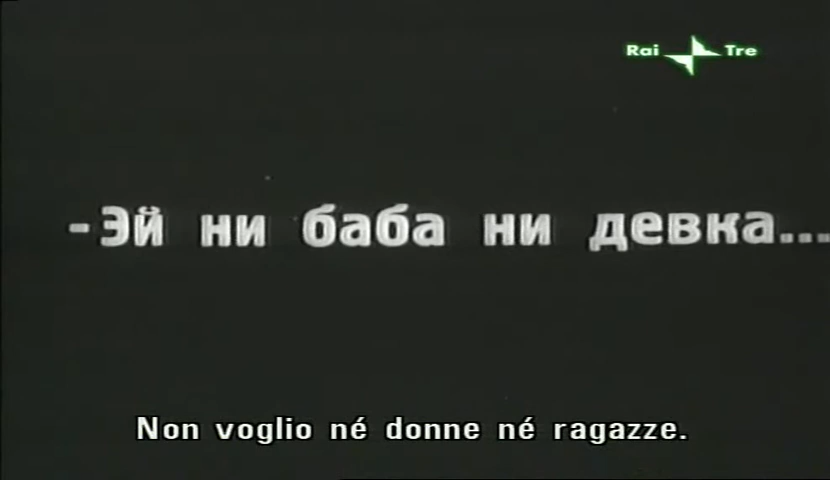 Rai Tre
-Эй ни баба ни девка...
Non voglio né donne né ragazze.